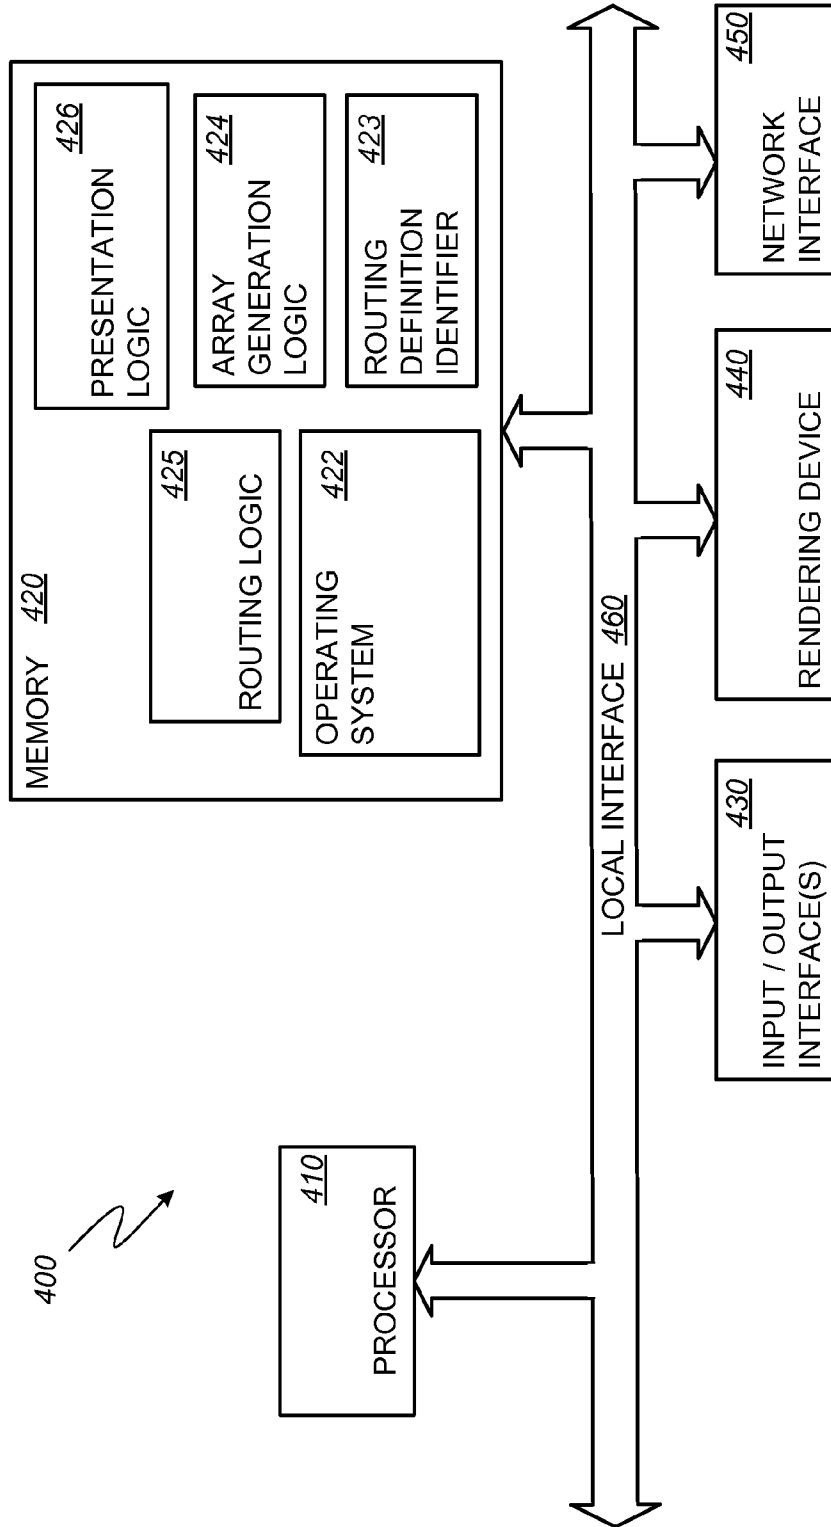 400
PROCESSOR
410
MEMORY 420
ROUTING LOGIC
425
OPERATING
SYSTEM
422
PRESENTATION
LOGIC
426
ARRAY
GENERATION
LOGIC
424
ROUTING
DEFINITION
IDENTIFIER
423
LOCAL INTERFACE 460
INPUT / OUTPUT
INTERFACE(S)
430
RENDERING DEVICE
440
NETWORK
INTERFACE
450